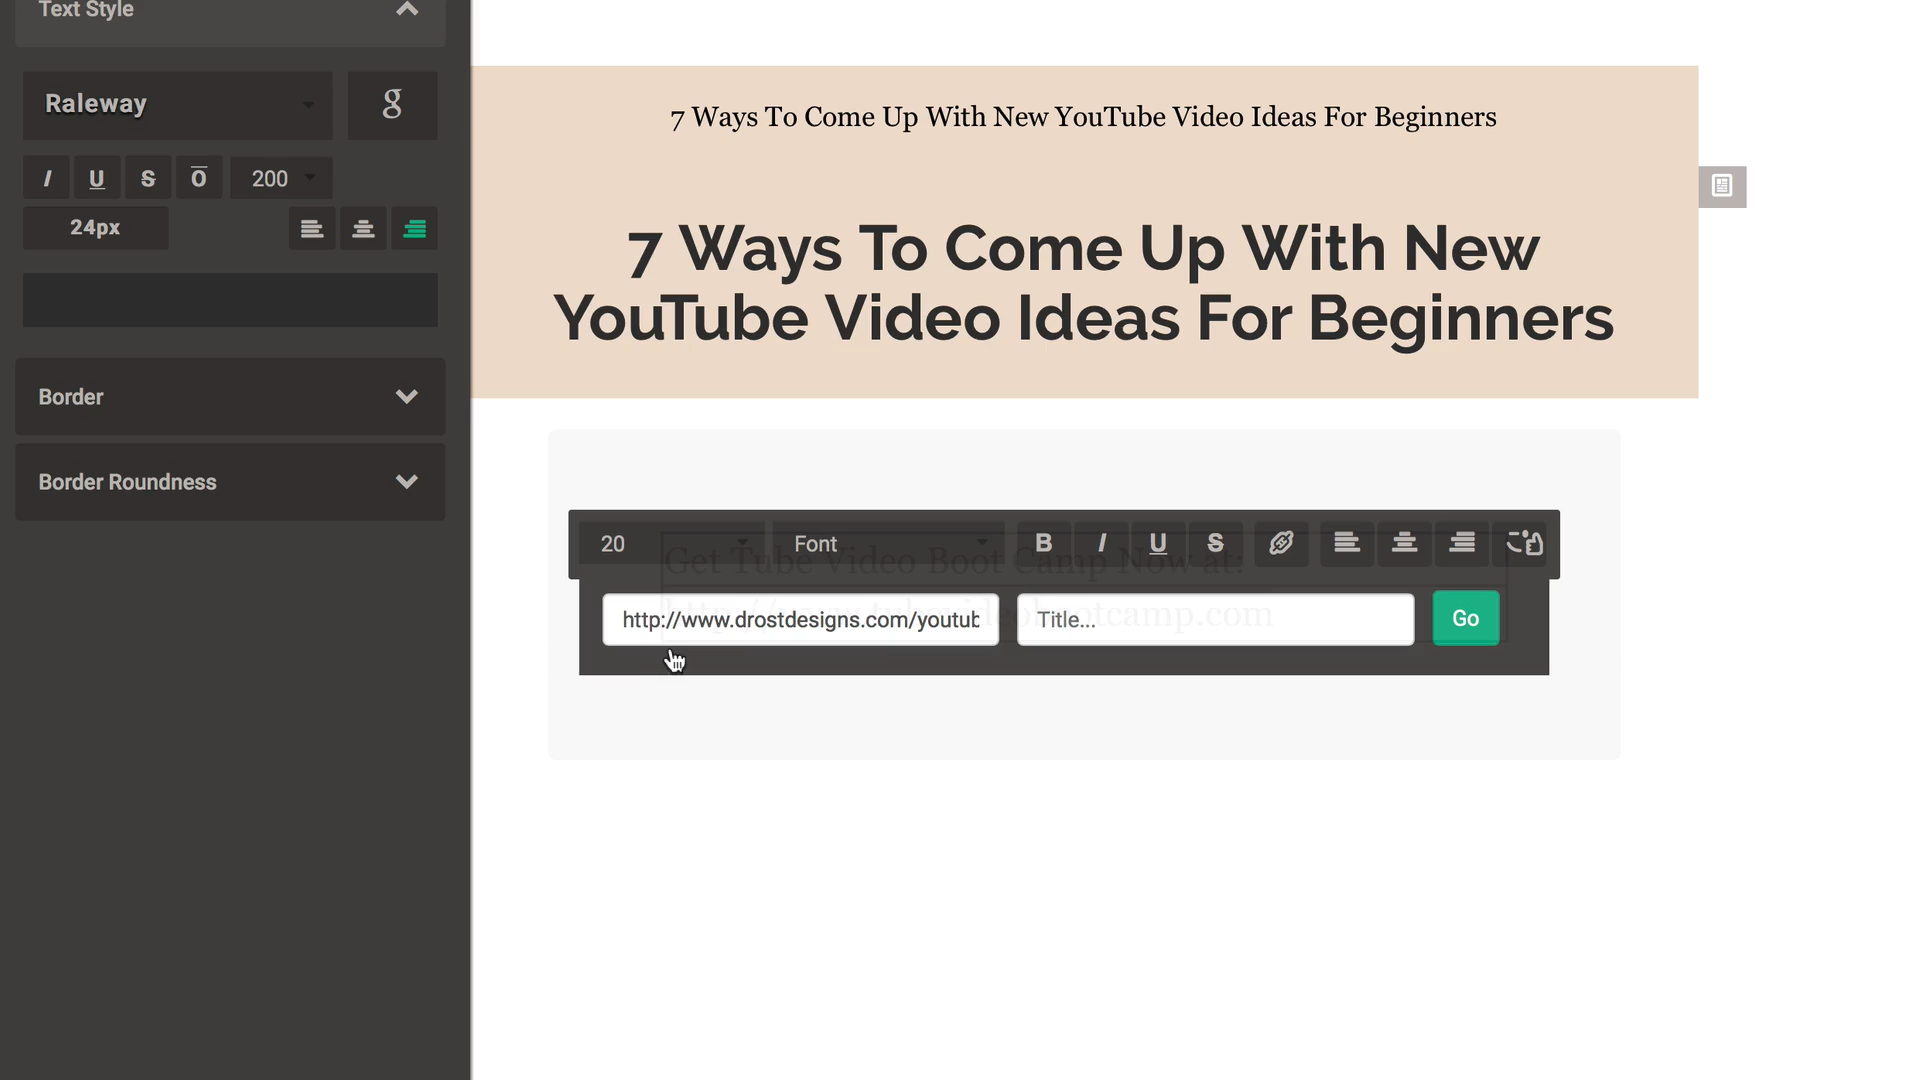 Text Style
Raleway
g
I U S O 200
24px
Border
Border Roundness
7 Ways To Come Up With New YouTube Video Ideas For Beginners
7 Ways To Come Up With New
YouTube Video Ideas For Beginners
20 Font B I U S
Get Tube Video Boot Camp Now at:
http://www.drostdesigns.com/youtub Title... Go